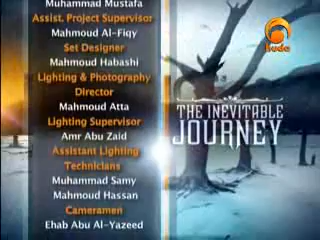 Muhammad Mustafa
Assist. Project Supervisor
Mahmoud Al-Fiqy
Set Designer
Mahmoud Habashi
Lighting & Photography
Director
Mahmoud Atta
Lighting Supervisor
Amr Abu Zaid
Assistant Lighting
Technicians
Muhammad Samy
Mahmoud Hassan
Cameramen
Ehab Abu Al-Yazeed
Huda
THE INEVITABLE
JOURNEY